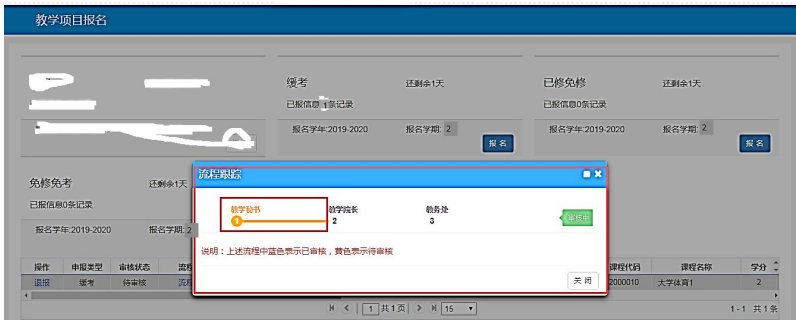 教学项目报名
缓考 还剩余1天
已报信息 1条记录
报名学年:2019-2020 报名学期: 2
报名
已修免修 还剩余1天
已报信息0条记录
报名学年:2019-2020 报名学期: 2
报名
免修免考 还剩余1天
已报信息0条记录
报名学年:2019-2020 报名学期: 2
流程跟踪
教学秘书 教学院长 教务处
1 2 3
审核中
说明：上述流程中蓝色表示已审核，黄色表示待审核
关闭
操作 申报类型 审核状态 流程 课程代码 课程名称 学分
退报 缓考 待审核 流程 2000010 大学体育1 2
1 共1页 15
1-1 共1条